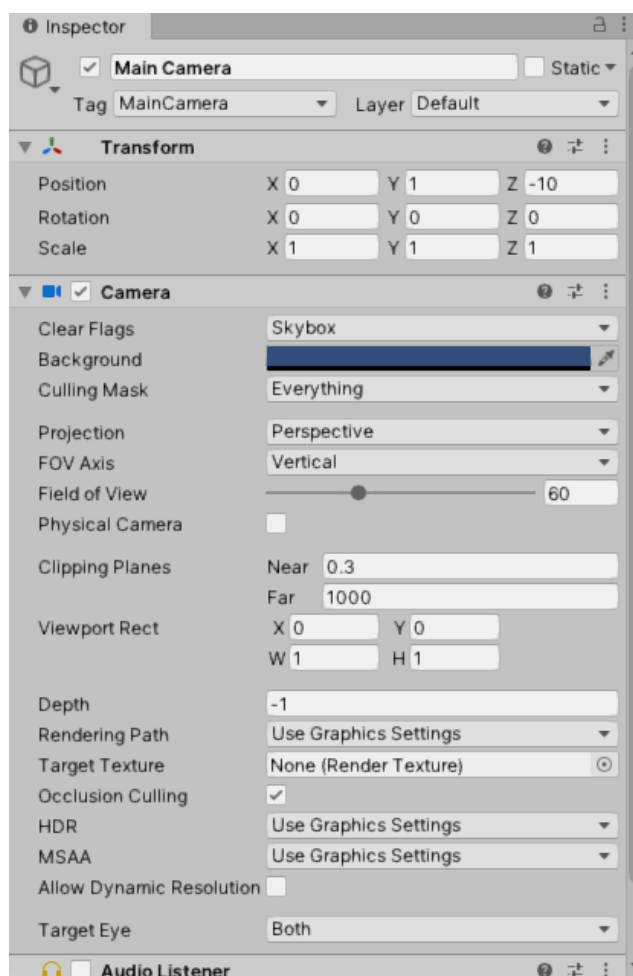 Inspector
Main Camera Static
Tag MainCamera Layer Default
Transform
Position X 0 Y 1 Z -10
Rotation X 0 Y 0 Z 0
Scale X 1 Y 1 Z 1
Camera
Clear Flags Skybox
Background
Culling Mask Everything
Projection Perspective
FOV Axis Vertical
Field of View 60
Physical Camera
Clipping Planes Near 0.3
Far 1000
Viewport Rect X 0 Y 0
W 1 H 1
Depth -1
Rendering Path Use Graphics Settings
Target Texture None (Render Texture)
Occlusion Culling
HDR Use Graphics Settings
MSAA Use Graphics Settings
Allow Dynamic Resolution
Target Eye Both
Audio Listener